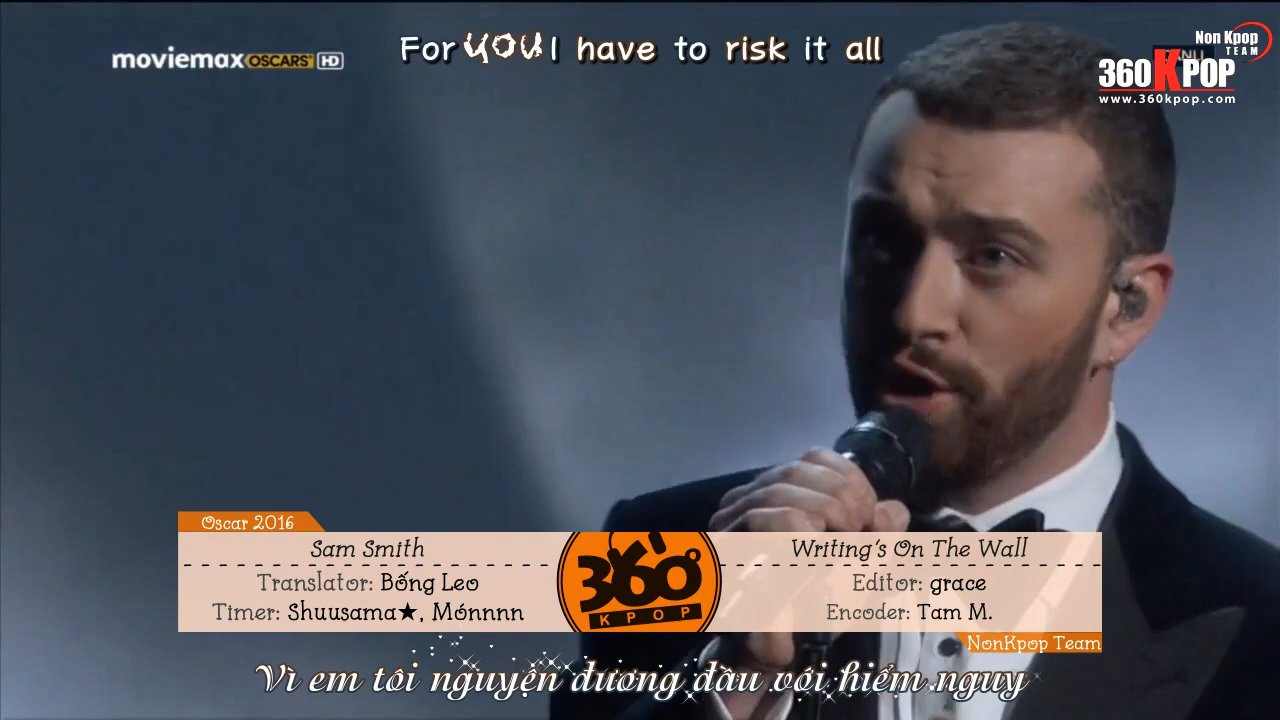 moviemax OSCARS HD
For you I have to risk it all
Non Kpop
TEAM
360KPOP
www.360kpop.com
Oscar 2016
Sam Smith
Writing's On The Wall
Translator: Bống Leo
Editor: grace
Timer: Shuusama★, Mónnnn
Encoder: Tam M.
360°
KPOP
NonKpop Team
Vì em tôi nguyện đương đầu với hiểm nguy